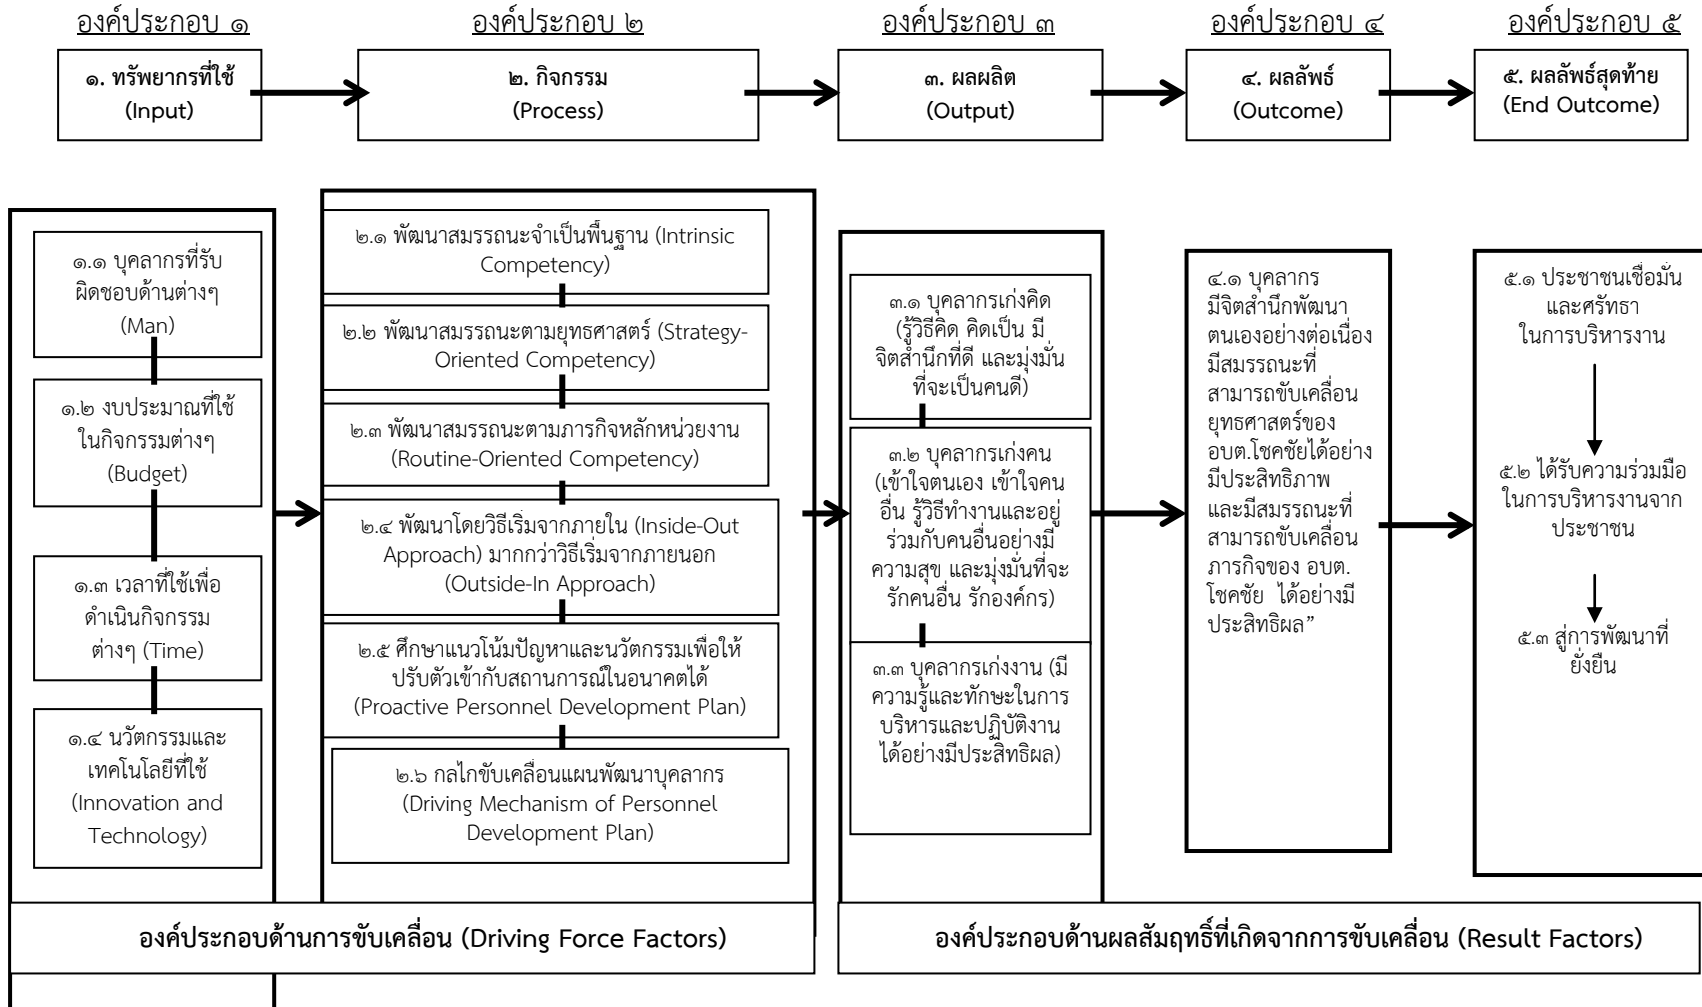 องค์ประกอบ ๑
องค์ประกอบ ๒
องค์ประกอบ ๓
องค์ประกอบ ๔
องค์ประกอบ ๕
๑. ทรัพยากรที่ใช้
(Input)
๒. กิจกรรม
(Process)
๓. ผลผลิต
(Output)
๔. ผลลัพธ์
(Outcome)
๕. ผลลัพธ์สุดท้าย
(End Outcome)
๑.๑ บุคลากรที่รับ
ผิดชอบด้านต่างๆ
(Man)
๑.๒ งบประมาณที่ใช้
ในกิจกรรมต่างๆ
(Budget)
๑.๓ เวลาที่ใช้เพื่อ
ดำเนินกิจกรรม
ต่างๆ (Time)
๑.๔ นวัตกรรมและ
เทคโนโลยีที่ใช้
(Innovation and
Technology)
๒.๑ พัฒนาสมรรถนะจำเป็นพื้นฐาน (Intrinsic
Competency)
๒.๒ พัฒนาสมรรถนะตามยุทธศาสตร์ (Strategy-
Oriented Competency)
๒.๓ พัฒนาสมรรถนะตามภารกิจหลักหน่วยงาน
(Routine-Oriented Competency)
๒.๔ พัฒนาโดยวิธีเริ่มจากภายใน (Inside-Out
Approach) มากกว่าวิธีเริ่มจากภายนอก
(Outside-In Approach)
๒.๕ ศึกษาแนวโน้มปัญหาและนวัตกรรมเพื่อให้
ปรับตัวเข้ากับสถานการณ์ในอนาคตได้
(Proactive Personnel Development Plan)
๒.๖ กลไกขับเคลื่อนแผนพัฒนาบุคลากร
(Driving Mechanism of Personnel
Development Plan)
๓.๑ บุคลากรเก่งคิด
(รู้วิธีคิด คิดเป็น มี
จิตสำนึกที่ดี และมุ่งมั่น
ที่จะเป็นคนดี)
๓.๒ บุคลากรเก่งคน
(เข้าใจตนเอง เข้าใจคน
อื่น รู้วิธีทำงานและอยู่
ร่วมกับคนอื่นอย่างมี
ความสุข และมุ่งมั่นที่จะ
รักคนอื่น รักองค์กร)
๓.๓ บุคลากรเก่งงาน (มี
ความรู้และทักษะในการ
บริหารและปฏิบัติงาน
ได้อย่างมีประสิทธิผล)
๔.๑ บุคลากร
มีจิตสำนึกพัฒนา
ตนเองอย่างต่อเนื่อง
มีสมรรถนะที่
สามารถขับเคลื่อน
ยุทธศาสตร์ของ
อบต.โชคชัยได้อย่าง
มีประสิทธิภาพ
และมีสมรรถนะที่
สามารถขับเคลื่อน
ภารกิจของ อบต.
โชคชัย ได้อย่างมี
ประสิทธิผล”
๕.๑ ประชาชนเชื่อมั่น
และศรัทธา
ในการบริหารงาน
๕.๒ ได้รับความร่วมมือ
ในการบริหารงานจาก
ประชาชน
๕.๓ สู่การพัฒนาที่
ยั่งยืน
องค์ประกอบด้านการขับเคลื่อน (Driving Force Factors)
องค์ประกอบด้านผลสัมฤทธิ์ที่เกิดจากการขับเคลื่อน (Result Factors)